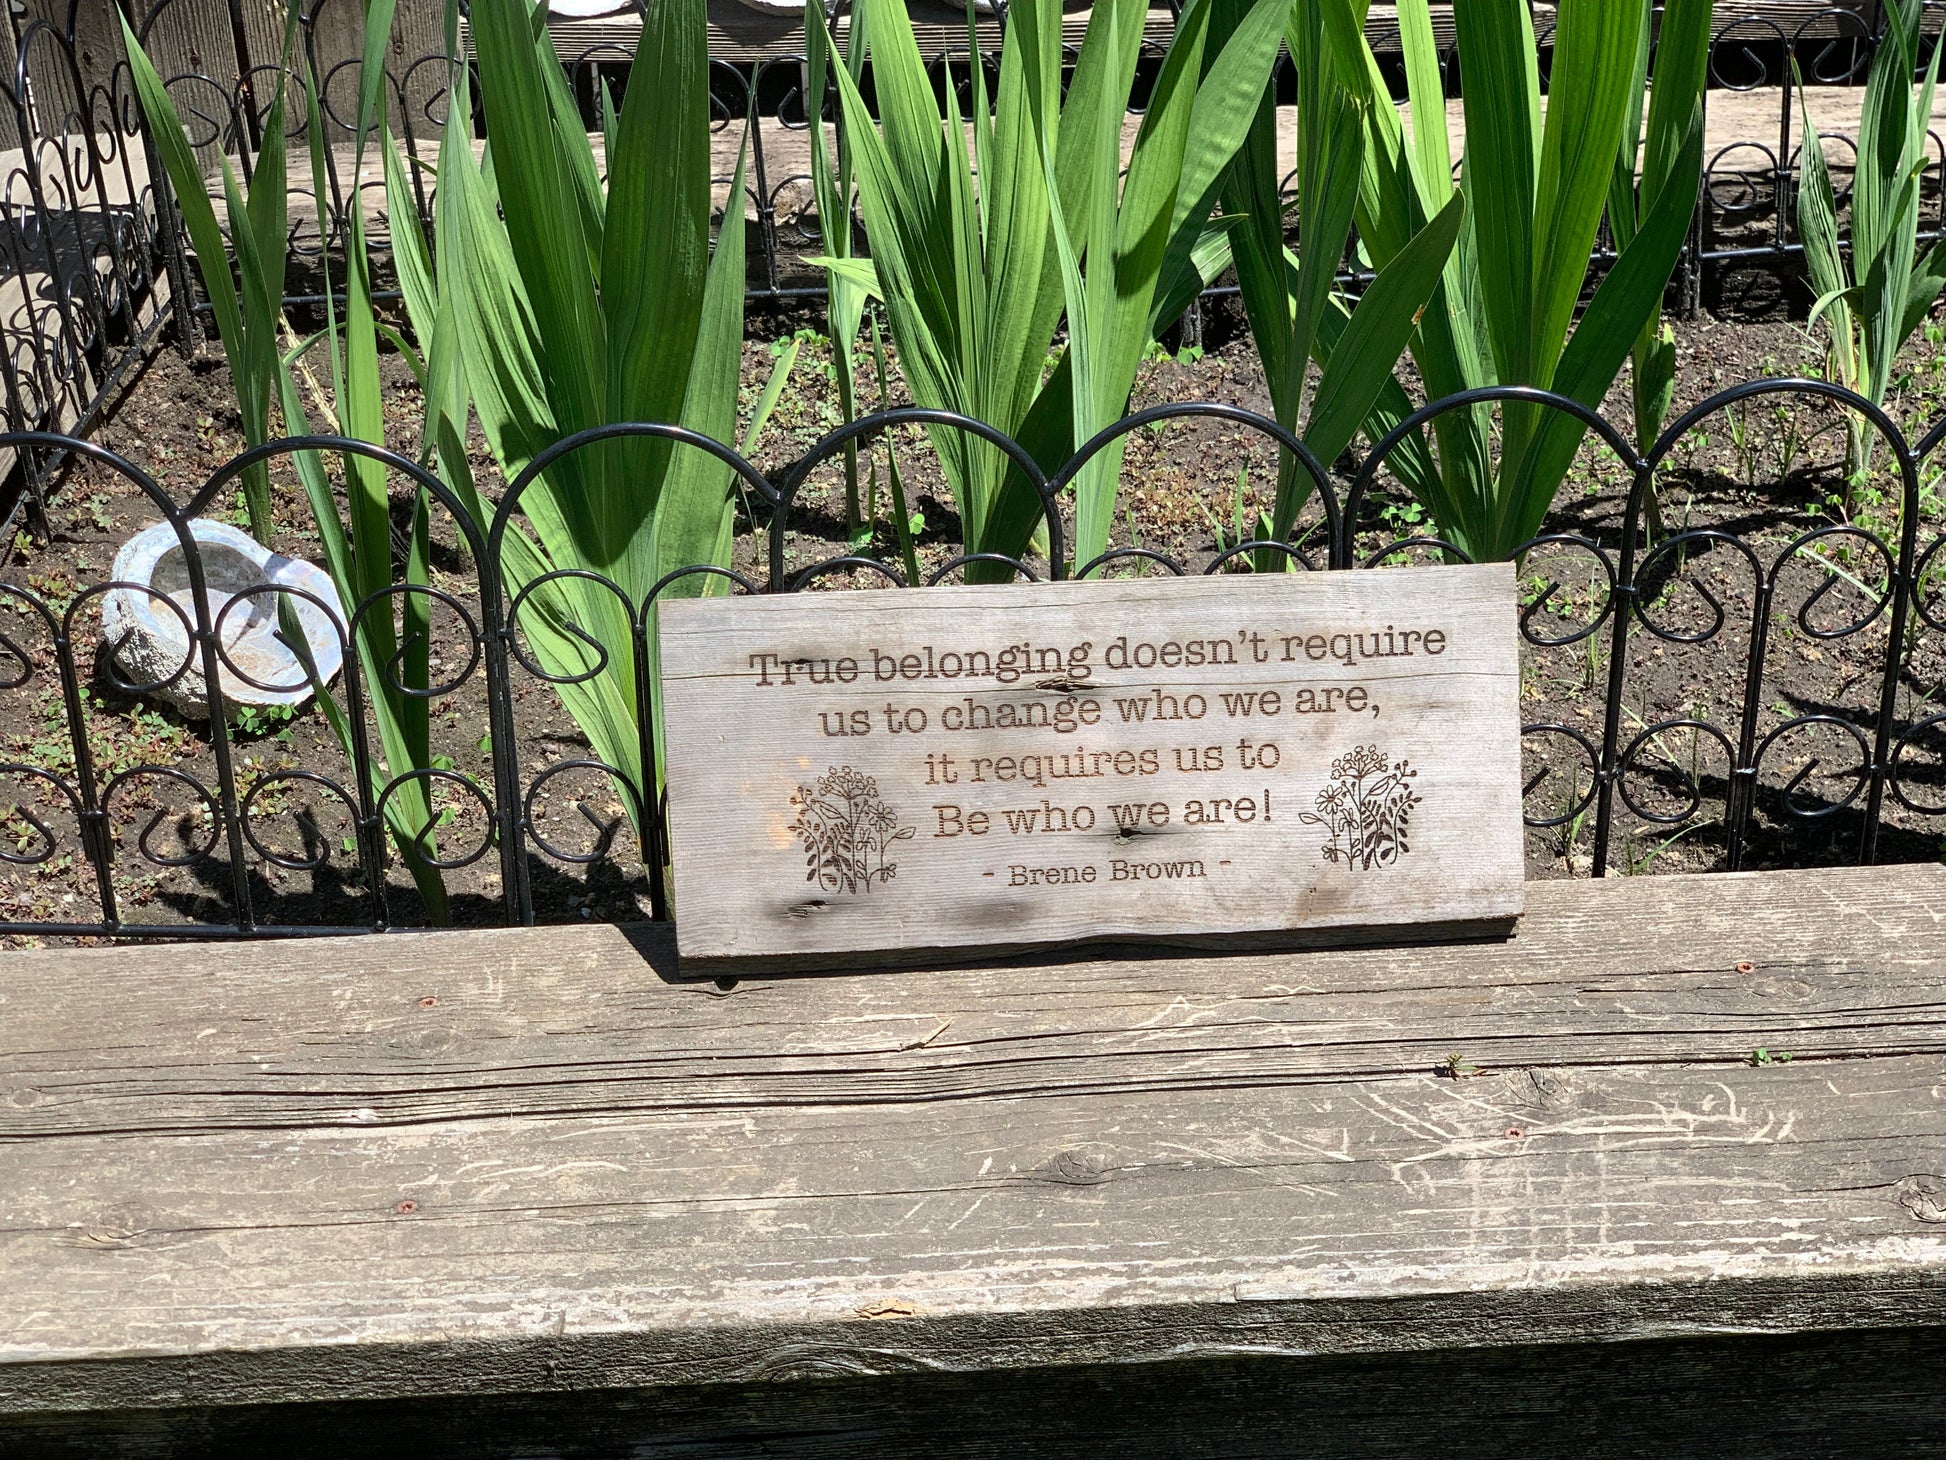 True belonging doesn't require
us to change who we are,
it requires us to
Be who we are!
- Brene Brown -